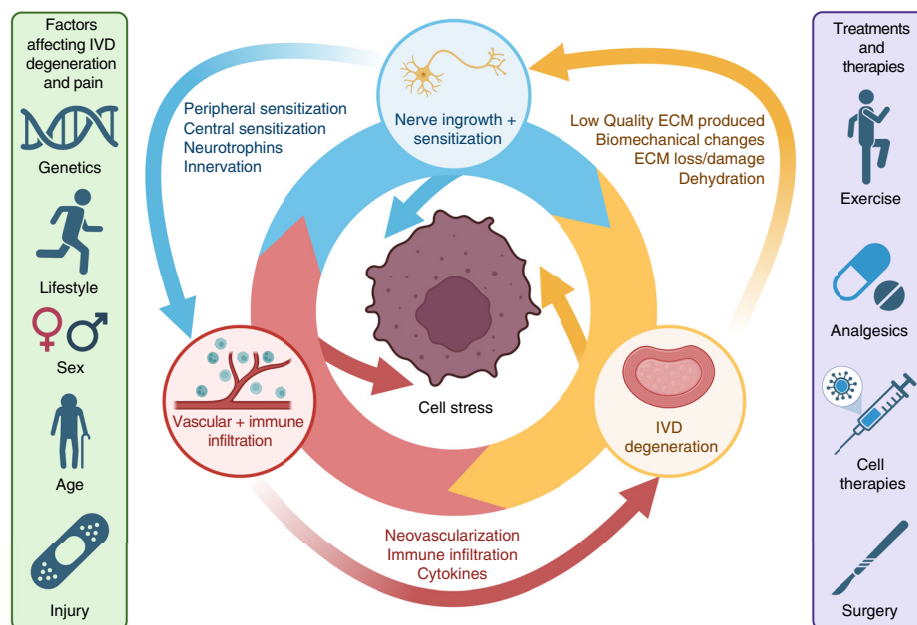 Factors
affecting IVD
degeneration
and pain
Genetics
Lifestyle
Sex
Age
Injury
Peripheral sensitization
Central sensitization
Neurotrophins
Innervation
Nerve ingrowth +
sensitization
Low Quality ECM produced
Biomechanical changes
ECM loss/damage
Dehydration
Cell stress
Vascular + immune
infiltration
IVD
degeneration
Neovascularization
Immune infiltration
Cytokines
Treatments
and
therapies
Exercise
Analgesics
Cell
therapies
Surgery